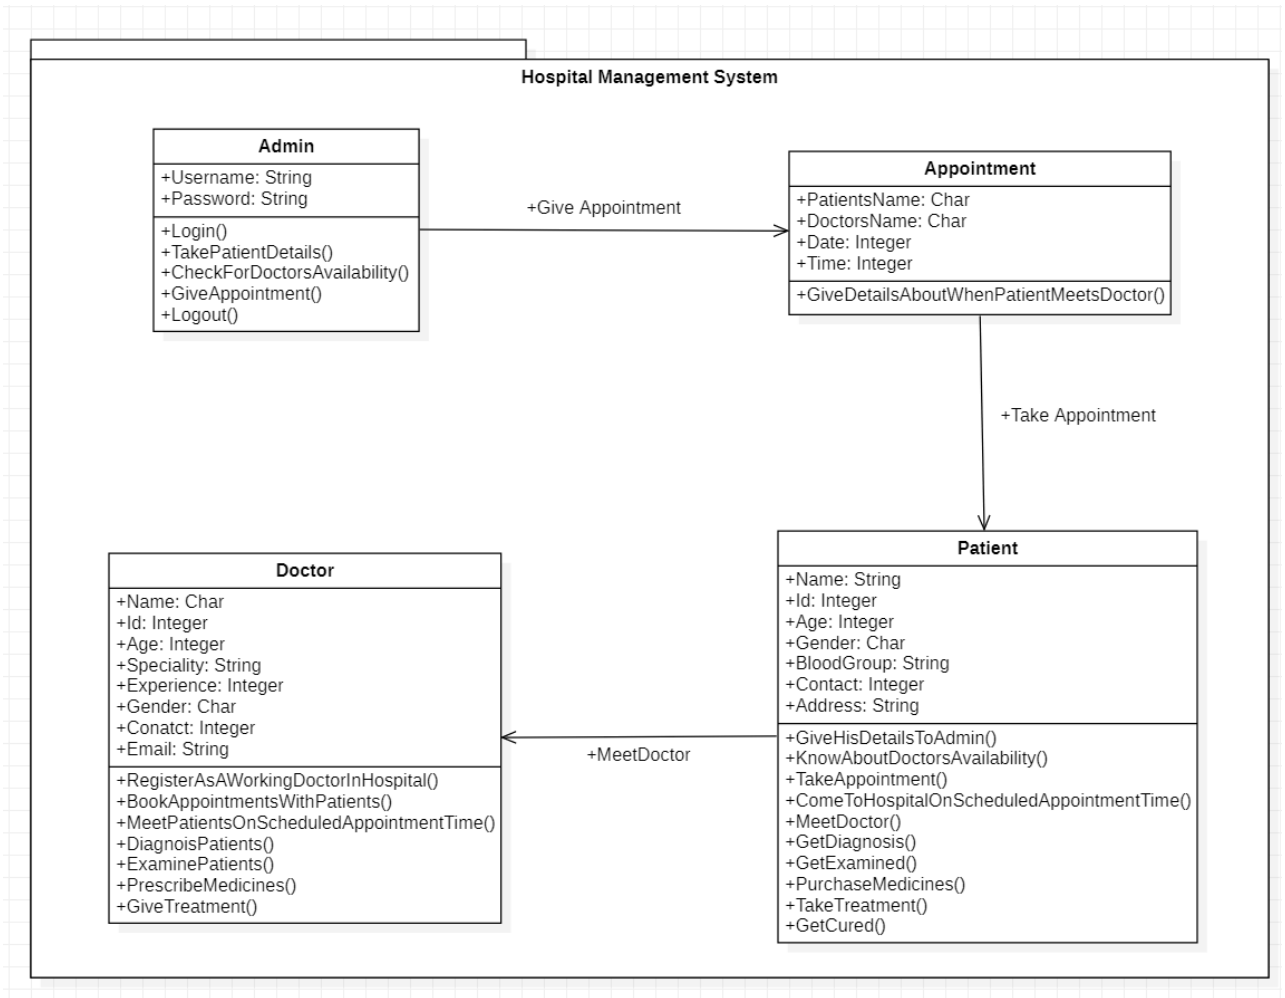 Hospital Management System
Admin
+Username: String
+Password: String
+Login()
+TakePatientDetails()
+CheckForDoctorsAvailability()
+GiveAppointment()
+Logout()
+Give Appointment
Appointment
+PatientsName: Char
+DoctorsName: Char
+Date: Integer
+Time: Integer
+GiveDetailsAboutWhenPatientMeetsDoctor()
+Take Appointment
Doctor
+Name: Char
+Id: Integer
+Age: Integer
+Speciality: String
+Experience: Integer
+Gender: Char
+Conatct: Integer
+Email: String
+RegisterAsAWorkingDoctorInHospital()
+BookAppointmentsWithPatients()
+MeetPatientsOnScheduledAppointmentTime()
+DiagnoisPatients()
+ExaminePatients()
+PrescribeMedicines()
+GiveTreatment()
+MeetDoctor
Patient
+Name: String
+Id: Integer
+Age: Integer
+Gender: Char
+BloodGroup: String
+Contact: Integer
+Address: String
+GiveHisDetailsToAdmin()
+KnowAboutDoctorsAvailability()
+TakeAppointment()
+ComeToHospitalOnScheduledAppointmentTime()
+MeetDoctor()
+GetDiagnosis()
+GetExamined()
+PurchaseMedicines()
+TakeTreatment()
+GetCured()